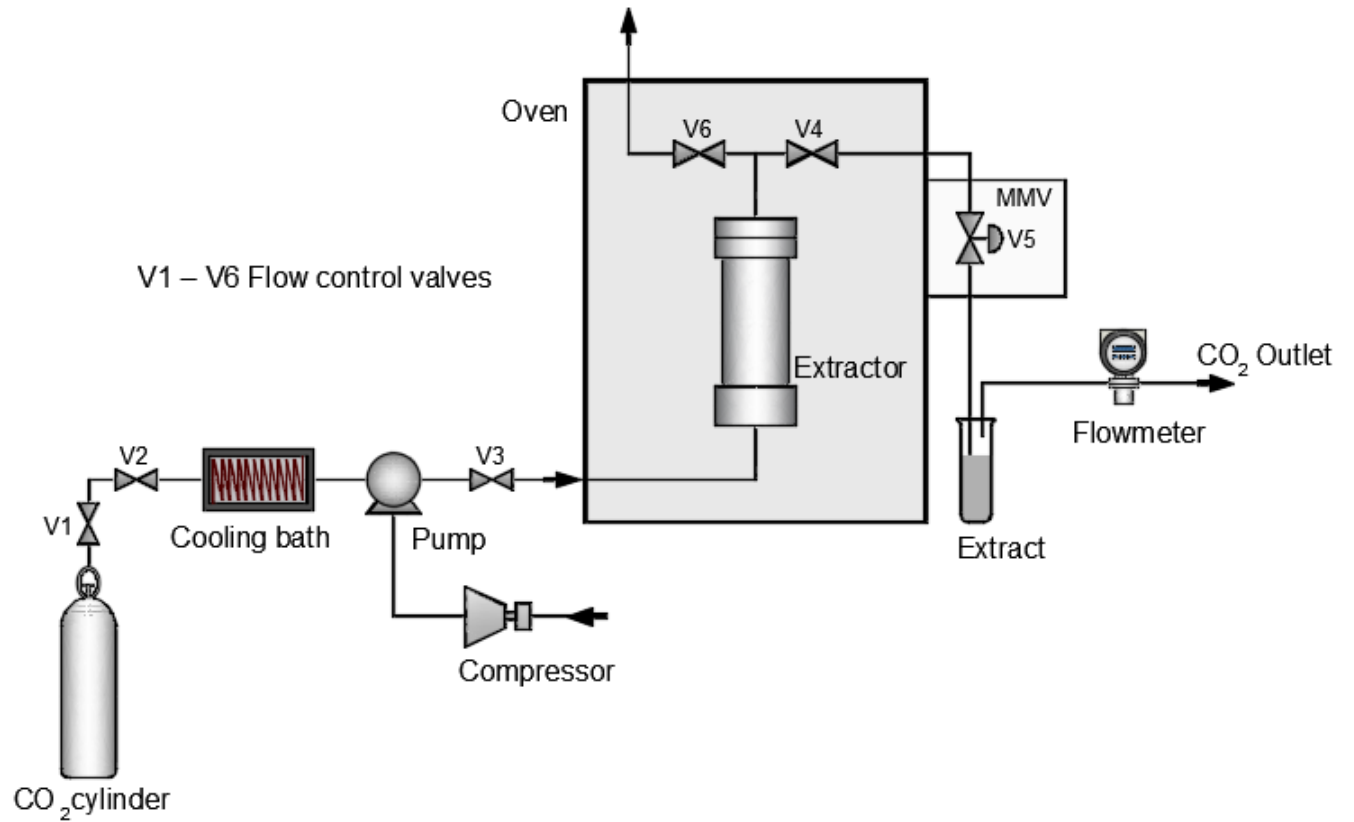 Oven
V6
V4
MMV
V5
V1 – V6 Flow control valves
Extractor
CO2 Outlet
Flowmeter
V2
V3
V1
Cooling bath
Pump
Extract
Compressor
CO2cylinder